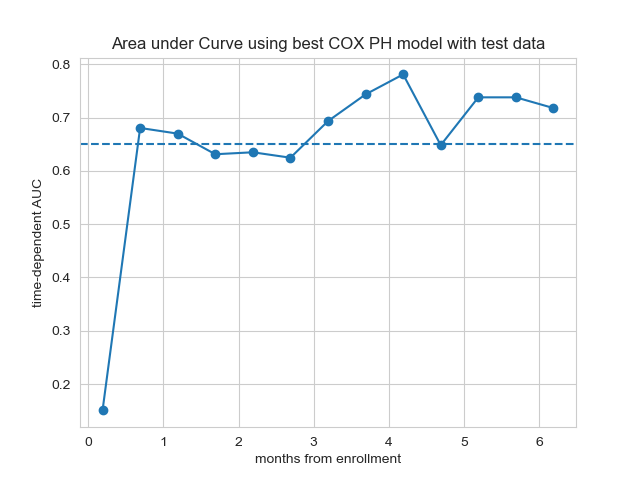 Area under Curve using best COX PH model with test data
time-dependent AUC
0.8
0.7
0.6
0.5
0.4
0.3
0.2
0 1 2 3 4 5 6
months from enrollment